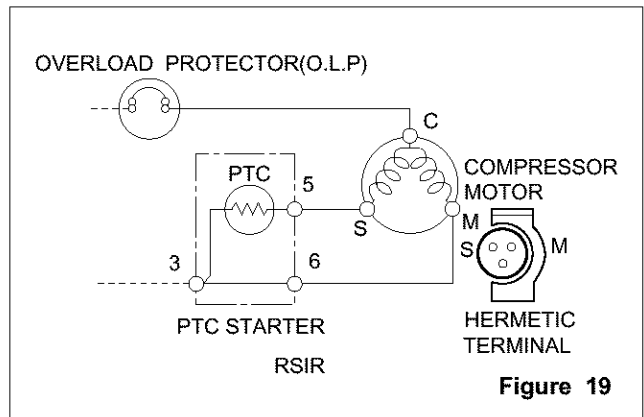 OVERLOAD PROTECTOR(O.L.P)
C
PTC
5
COMPRESSOR
MOTOR
S
M
S
M
3
6
PTC STARTER
HERMETIC
TERMINAL
RSIR
Figure 19